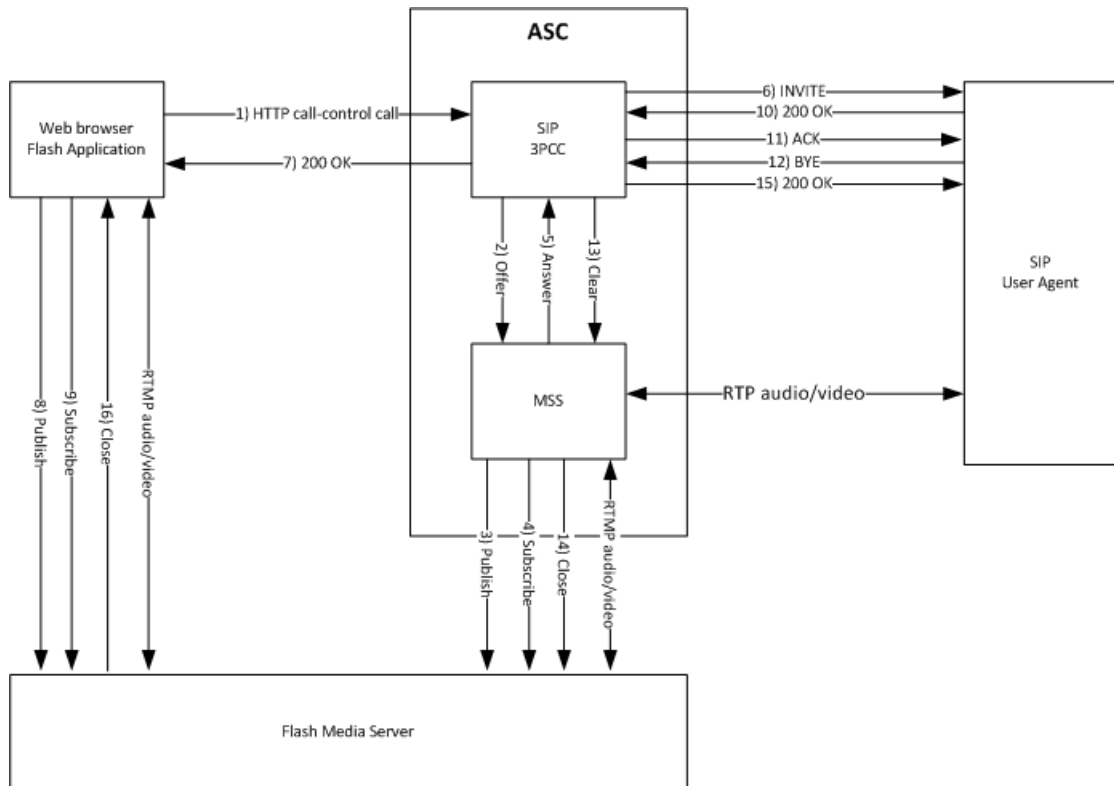 ASC
Web browser
Flash Application
1) HTTP call-control call
7) 200 OK
SIP
3PCC
6) INVITE
10) 200 OK
11) ACK
12) BYE
15) 200 OK
SIP
User Agent
2) Offer
5) Answer
13) Clear
MSS
RTP audio/video
8) Publish
9) Subscribe
16) Close
RTMP audio/video
3) Publish
4) Subscribe
14) Close
RTMP audio/video
Flash Media Server